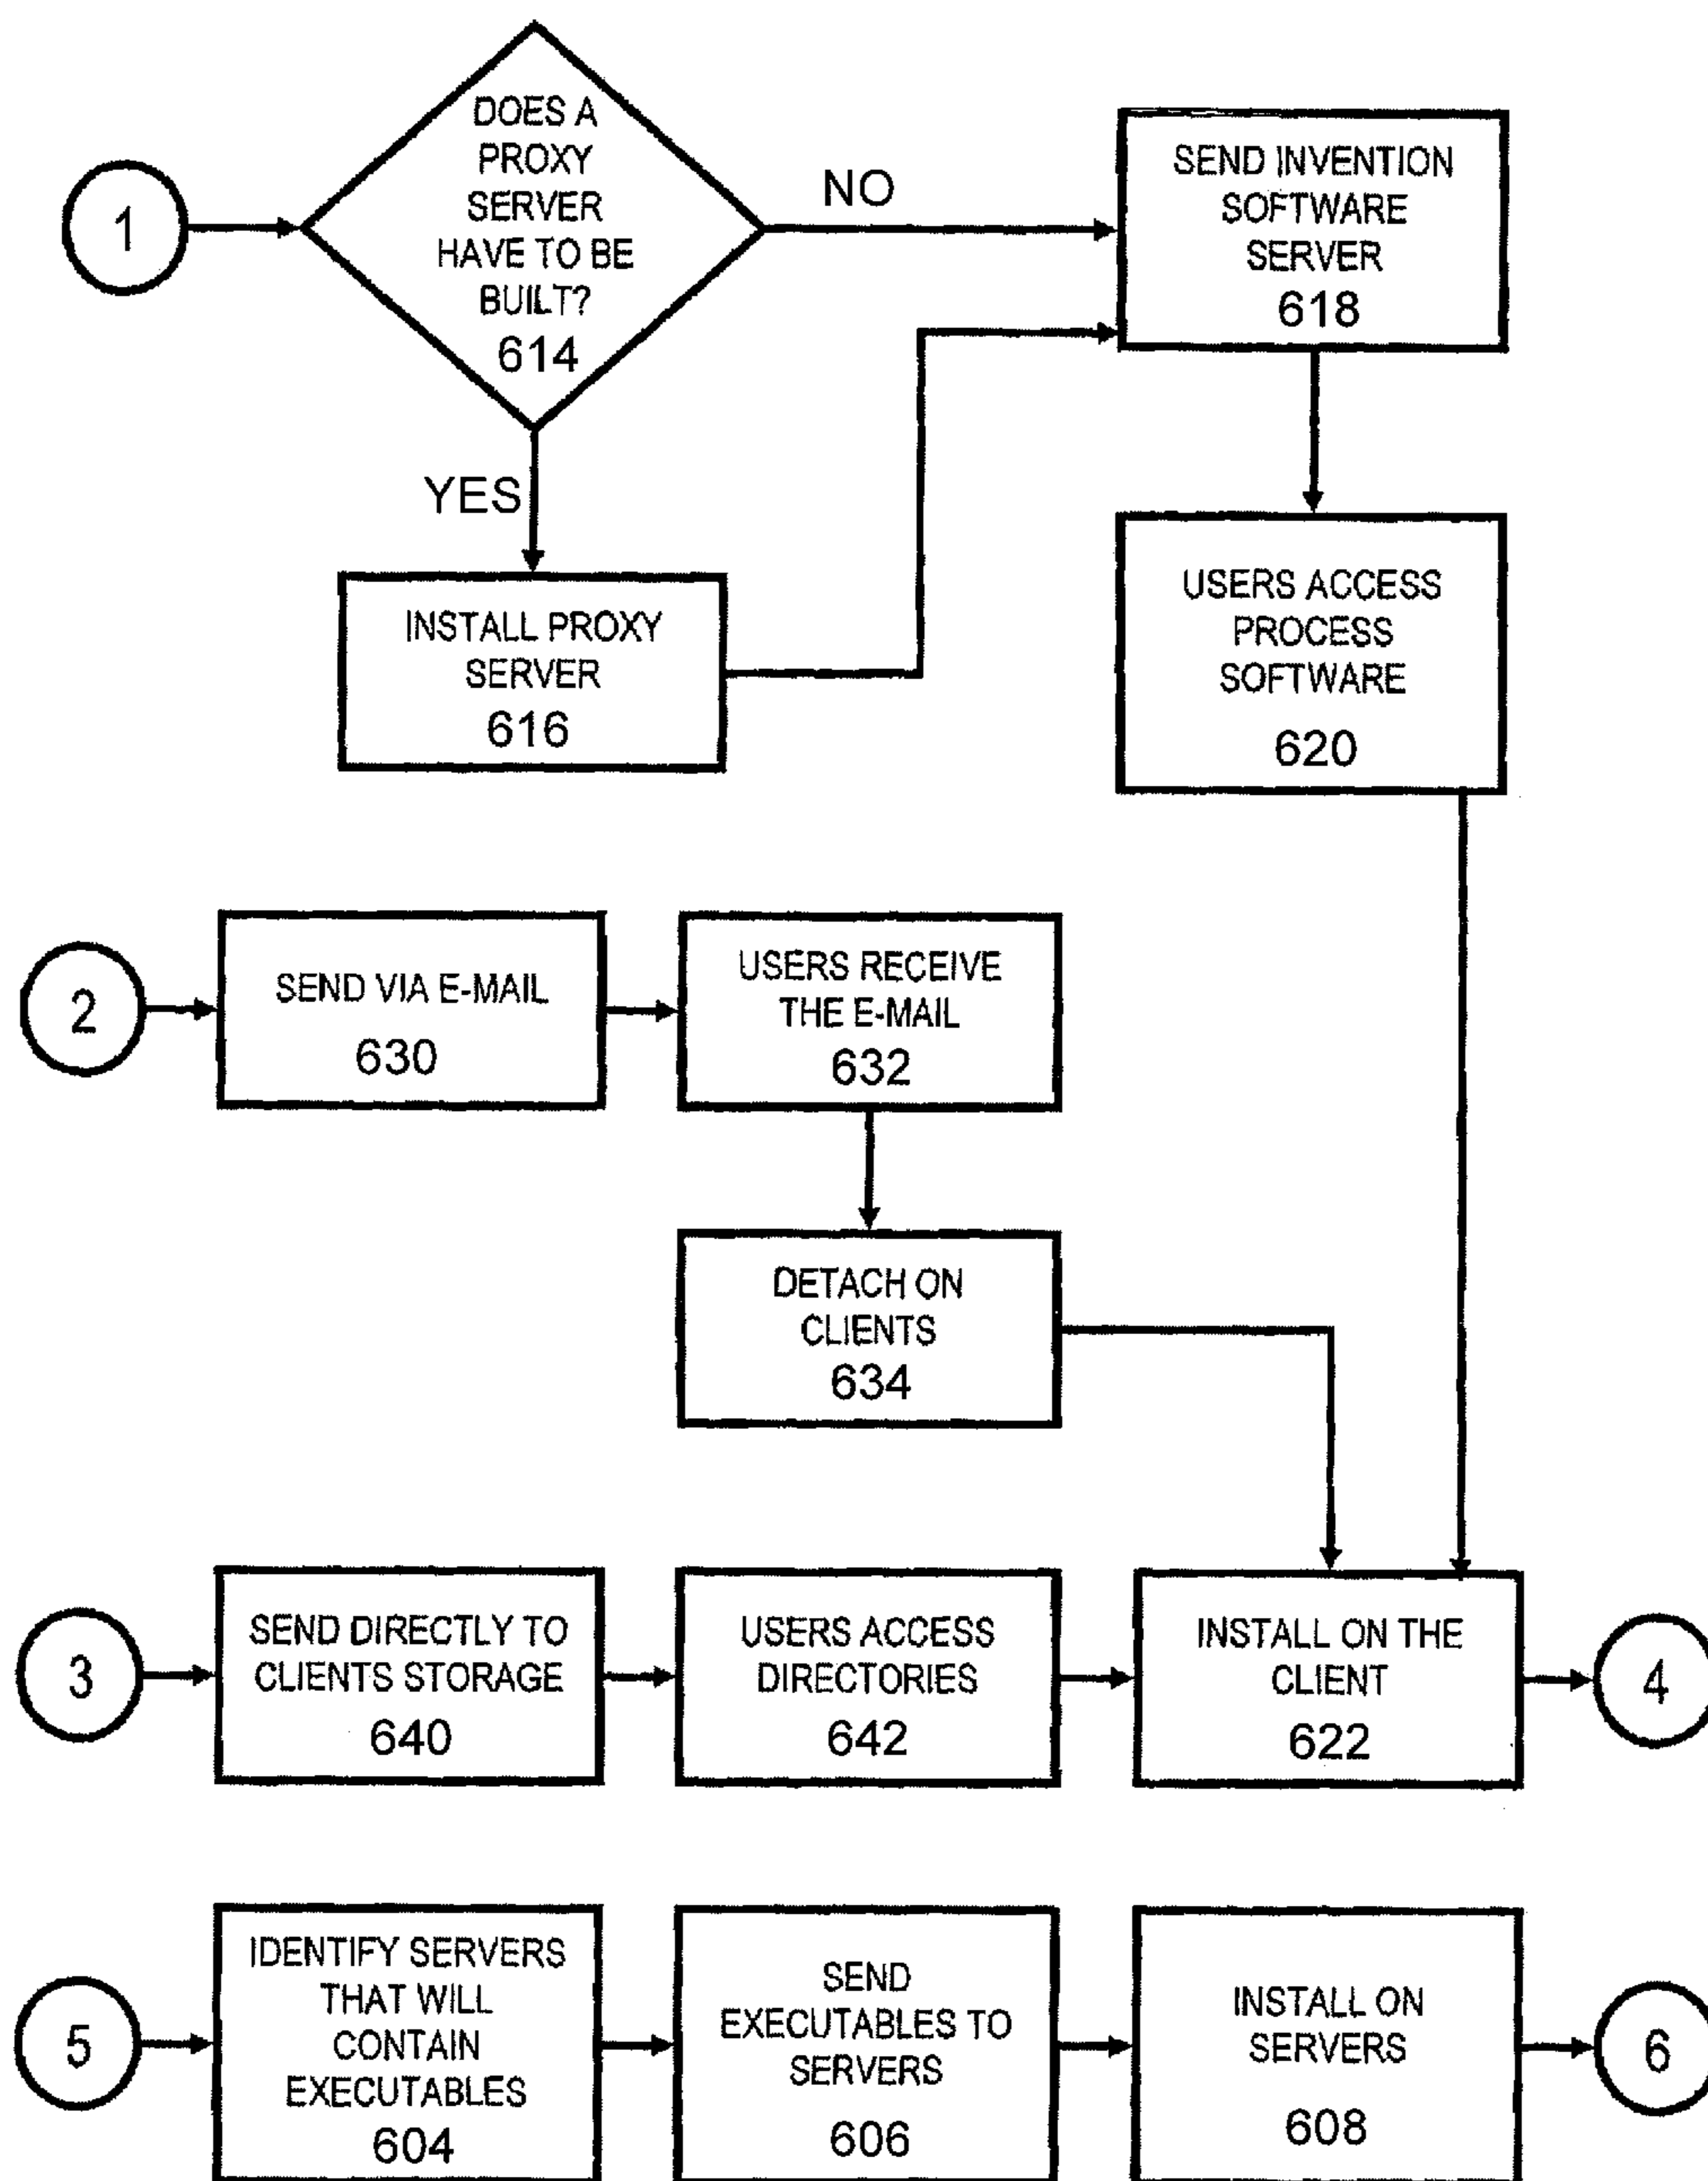 1
DOES A
PROXY
SERVER
HAVE TO BE
BUILT?
614
NO
YES
SEND INVENTION
SOFTWARE
SERVER
618
INSTALL PROXY
SERVER
616
USERS ACCESS
PROCESS
SOFTWARE
620
2
SEND VIA E-MAIL
630
USERS RECEIVE
THE E-MAIL
632
DETACH ON
CLIENTS
634
3
SEND DIRECTLY TO
CLIENTS STORAGE
640
USERS ACCESS
DIRECTORIES
642
INSTALL ON THE
CLIENT
622
4
5
IDENTIFY SERVERS
THAT WILL
CONTAIN
EXECUTABLES
604
SEND
EXECUTABLES TO
SERVERS
606
INSTALL ON
SERVERS
608
6